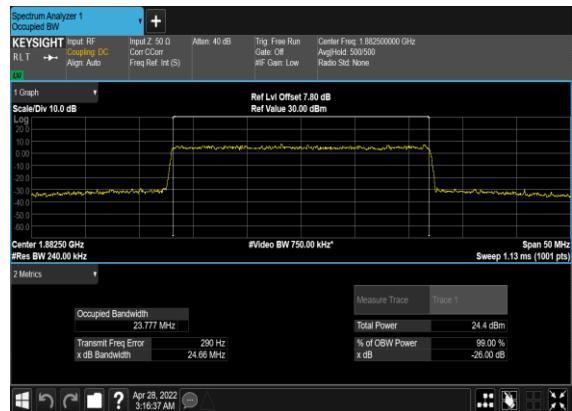 Spectrum Analyzer 1
Occupied BW
+
KEYSIGHT Input: RF Input Z: 50 Ω Atten: 40 dB Trig: Free Run Center Freq: 1.882500000 GHz
RLT Coupling: DC Corr CCorr Gate: Off Avg|Hold: 500/500
Align: Auto Freq Ref: Int (S) #IF Gain: Low Radio Std: None
LW
1 Graph
Ref Lvl Offset 7.80 dB
Scale/Div 10.0 dB Ref Value 30.00 dBm
Log
20.0
10.0
0.00
-10.0
-20.0
-30.0
-40.0
-50.0
-60.0
Center 1.88250 GHz #Video BW 750.00 kHz* Span 50 MHz
#Res BW 240.00 kHz Sweep 1.13 ms (1001 pts)
2 Metrics
Measure Trace Trace 1
Occupied Bandwidth
23.777 MHz Total Power 24.4 dBm
Transmit Freq Error 290 Hz % of OBW Power 99.00 %
x dB Bandwidth 24.66 MHz x dB -26.00 dB
? Apr 28, 2022
3:16:37 AM